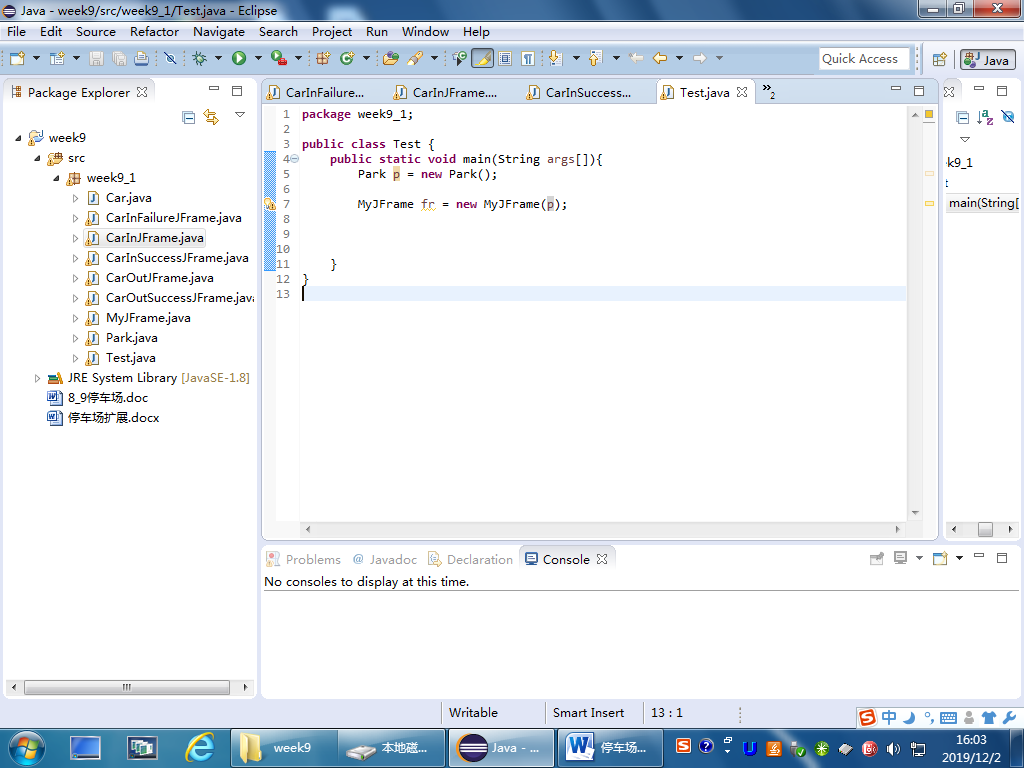 Java - week9/src/week9_1/Test.java - Eclipse
File Edit Source Refactor Navigate Search Project Run Window Help
Quick Access
Java
Package Explorer
week9
src
week9_1
Car.java
CarInFailureJFrame.java
CarInJFrame.java
CarInSuccessJFrame.java
CarOutJFrame.java
CarOutSuccessJFrame.java
MyJFrame.java
Park.java
Test.java
JRE System Library [JavaSE-1.8]
8_9停车场.doc
停车场扩展.docx
CarInFailure... CarInJFrame.... CarInSuccess... Test.java »2
1 package week9_1;
2
3 public class Test {
4 public static void main(String args[]){
5 Park p = new Park();
6
7 MyJFrame fr = new MyJFrame(p);
8
9
10
11 }
12 }
13
k9_1
t
main(String[
Problems @ Javadoc Declaration Console
No consoles to display at this time.
Writable Smart Insert 13 : 1
中
week9 本地磁... Java - ... 停车场...
16:03
2019/12/2